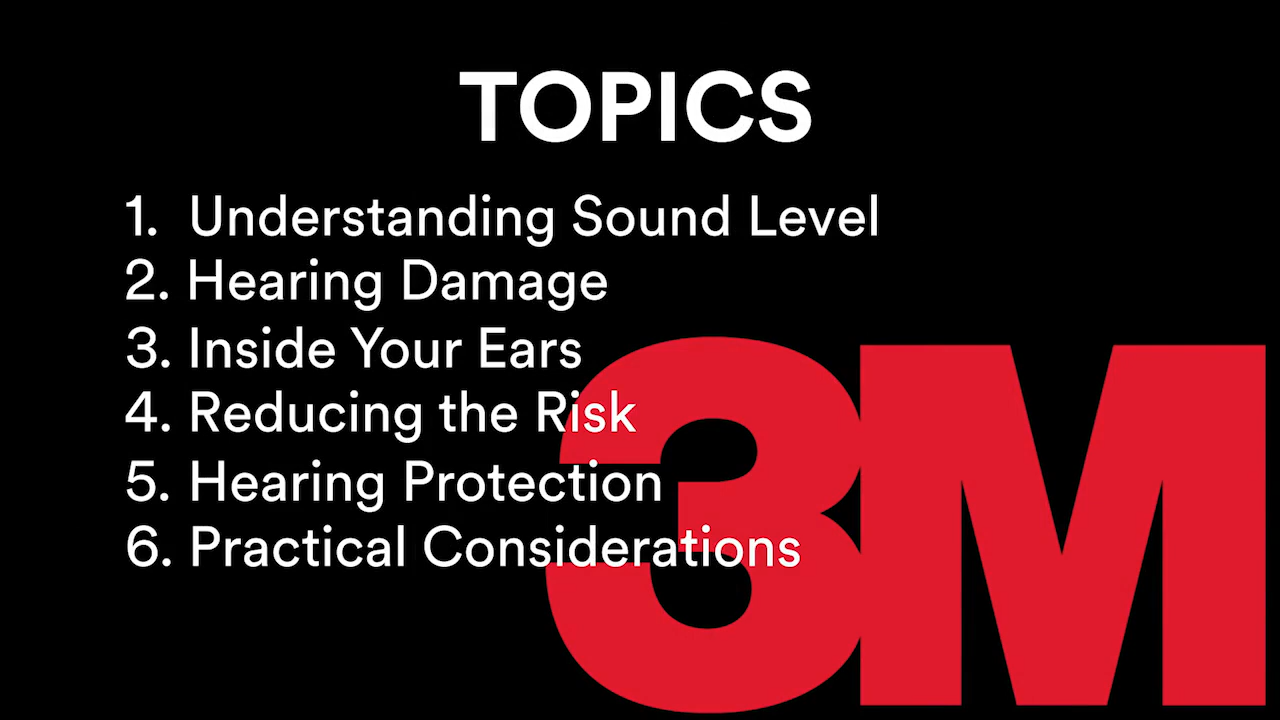 TOPICS
1. Understanding Sound Level
2. Hearing Damage
3. Inside Your Ears
4. Reducing the Risk
5. Hearing Protection
6. Practical Considerations
3M